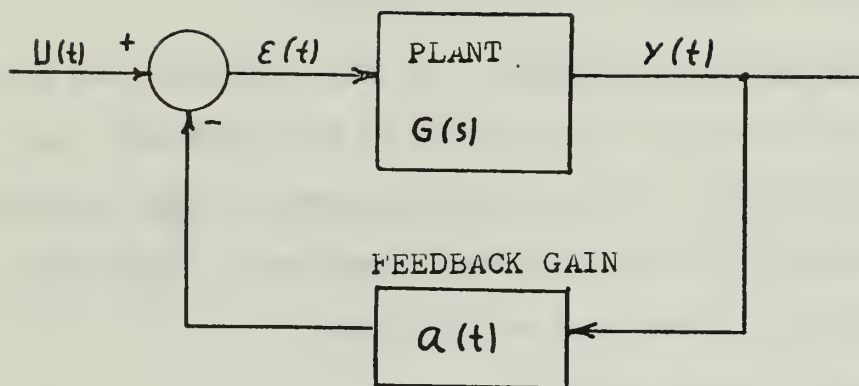 U(t) + ε(t) PLANT Y(t)
G(s)
-
FEEDBACK GAIN
a(t)